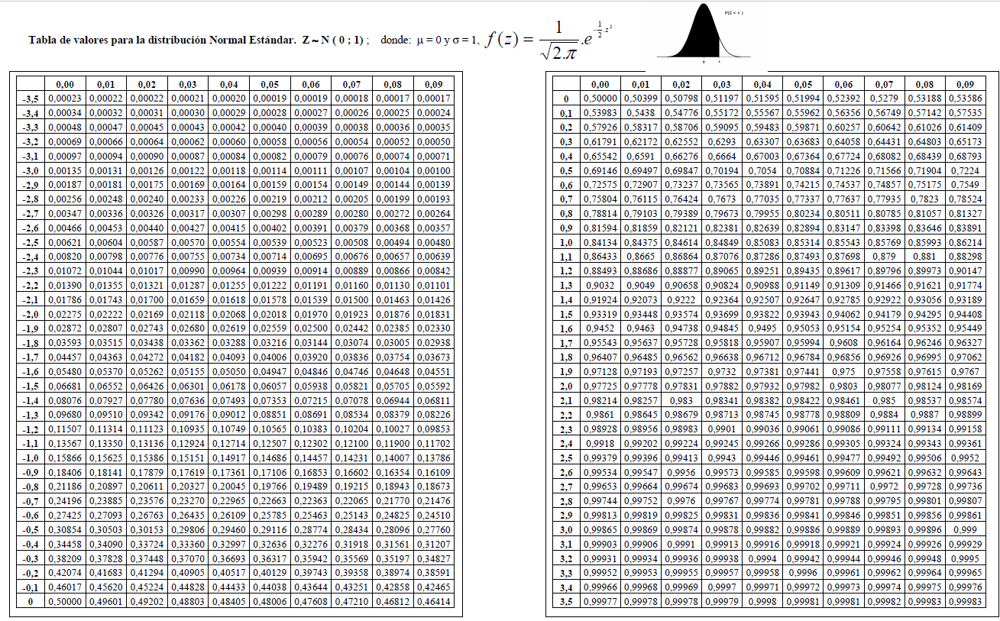 P(Z < z )
Tabla de valores para la distribución Normal Estándar. Z ~ N ( 0 ; 1) ; donde: μ = 0 y σ = 1, f (z) = 1 / √2.π .e^(-1/2 .z²)
0 z
0,00 0,01 0,02 0,03 0,04 0,05 0,06 0,07 0,08 0,09
-3,5 0,00023 0,00022 0,00022 0,00021 0,00020 0,00019 0,00019 0,00018 0,00017 0,00017
-3,4 0,00034 0,00032 0,00031 0,00030 0,00029 0,00028 0,00027 0,00026 0,00025 0,00024
-3,3 0,00048 0,00047 0,00045 0,00043 0,00042 0,00040 0,00039 0,00038 0,00036 0,00035
-3,2 0,00069 0,00066 0,00064 0,00062 0,00060 0,00058 0,00056 0,00054 0,00052 0,00050
-3,1 0,00097 0,00094 0,00090 0,00087 0,00084 0,00082 0,00079 0,00076 0,00074 0,00071
-3,0 0,00135 0,00131 0,00126 0,00122 0,00118 0,00114 0,00111 0,00107 0,00104 0,00100
-2,9 0,00187 0,00181 0,00175 0,00169 0,00164 0,00159 0,00154 0,00149 0,00144 0,00139
-2,8 0,00256 0,00248 0,00240 0,00233 0,00226 0,00219 0,00212 0,00205 0,00199 0,00193
-2,7 0,00347 0,00336 0,00326 0,00317 0,00307 0,00298 0,00289 0,00280 0,00272 0,00264
-2,6 0,00466 0,00453 0,00440 0,00427 0,00415 0,00402 0,00391 0,00379 0,00368 0,00357
-2,5 0,00621 0,00604 0,00587 0,00570 0,00554 0,00539 0,00523 0,00508 0,00494 0,00480
-2,4 0,00820 0,00798 0,00776 0,00755 0,00734 0,00714 0,00695 0,00676 0,00657 0,00639
-2,3 0,01072 0,01044 0,01017 0,00990 0,00964 0,00939 0,00914 0,00889 0,00866 0,00842
-2,2 0,01390 0,01355 0,01321 0,01287 0,01255 0,01222 0,01191 0,01160 0,01130 0,01101
-2,1 0,01786 0,01743 0,01700 0,01659 0,01618 0,01578 0,01539 0,01500 0,01463 0,01426
-2,0 0,02275 0,02222 0,02169 0,02118 0,02068 0,02018 0,01970 0,01923 0,01876 0,01831
-1,9 0,02872 0,02807 0,02743 0,02680 0,02619 0,02559 0,02500 0,02442 0,02385 0,02330
-1,8 0,03593 0,03515 0,03438 0,03362 0,03288 0,03216 0,03144 0,03074 0,03005 0,02938
-1,7 0,04457 0,04363 0,04272 0,04182 0,04093 0,04006 0,03920 0,03836 0,03754 0,03673
-1,6 0,05480 0,05370 0,05262 0,05155 0,05050 0,04947 0,04846 0,04746 0,04648 0,04551
-1,5 0,06681 0,06552 0,06426 0,06301 0,06178 0,06057 0,05938 0,05821 0,05705 0,05592
-1,4 0,08076 0,07927 0,07780 0,07636 0,07493 0,07353 0,07215 0,07078 0,06944 0,06811
-1,3 0,09680 0,09510 0,09342 0,09176 0,09012 0,08851 0,08691 0,08534 0,08379 0,08226
-1,2 0,11507 0,11314 0,11123 0,10935 0,10749 0,10565 0,10383 0,10204 0,10027 0,09853
-1,1 0,13567 0,13350 0,13136 0,12924 0,12714 0,12507 0,12302 0,12100 0,11900 0,11702
-1,0 0,15866 0,15625 0,15386 0,15151 0,14917 0,14686 0,14457 0,14231 0,14007 0,13786
-0,9 0,18406 0,18141 0,17879 0,17619 0,17361 0,17106 0,16853 0,16602 0,16354 0,16109
-0,8 0,21186 0,20897 0,20611 0,20327 0,20045 0,19766 0,19489 0,19215 0,18943 0,18673
-0,7 0,24196 0,23885 0,23576 0,23270 0,22965 0,22663 0,22363 0,22065 0,21770 0,21476
-0,6 0,27425 0,27093 0,26763 0,26435 0,26109 0,25785 0,25463 0,25143 0,24825 0,24510
-0,5 0,30854 0,30503 0,30153 0,29806 0,29460 0,29116 0,28774 0,28434 0,28096 0,27760
-0,4 0,34458 0,34090 0,33724 0,33360 0,32997 0,32636 0,32276 0,31918 0,31561 0,31207
-0,3 0,38209 0,37828 0,37448 0,37070 0,36693 0,36317 0,35942 0,35569 0,35197 0,34827
-0,2 0,42074 0,41683 0,41294 0,40905 0,40517 0,40129 0,39743 0,39358 0,38974 0,38591
-0,1 0,46017 0,45620 0,45224 0,44828 0,44433 0,44038 0,43644 0,43251 0,42858 0,42465
0 0,50000 0,49601 0,49202 0,48803 0,48405 0,48006 0,47608 0,47210 0,46812 0,46414
0,00 0,01 0,02 0,03 0,04 0,05 0,06 0,07 0,08 0,09
0 0,50000 0,50399 0,50798 0,51197 0,51595 0,51994 0,52392 0,5279 0,53188 0,53586
0,1 0,53983 0,5438 0,54776 0,55172 0,55567 0,55962 0,56356 0,56749 0,57142 0,57535
0,2 0,57926 0,58317 0,58706 0,59095 0,59483 0,59871 0,60257 0,60642 0,61026 0,61409
0,3 0,61791 0,62172 0,62552 0,6293 0,63307 0,63683 0,64058 0,64431 0,64803 0,65173
0,4 0,65542 0,6591 0,66276 0,6664 0,67003 0,67364 0,67724 0,68082 0,68439 0,68793
0,5 0,69146 0,69497 0,69847 0,70194 0,7054 0,70884 0,71226 0,71566 0,71904 0,7224
0,6 0,72575 0,72907 0,73237 0,73565 0,73891 0,74215 0,74537 0,74857 0,75175 0,7549
0,7 0,75804 0,76115 0,76424 0,7673 0,77035 0,77337 0,77637 0,77935 0,7823 0,78524
0,8 0,78814 0,79103 0,79389 0,79673 0,79955 0,80234 0,80511 0,80785 0,81057 0,81327
0,9 0,81594 0,81859 0,82121 0,82381 0,82639 0,82894 0,83147 0,83398 0,83646 0,83891
1,0 0,84134 0,84375 0,84614 0,84849 0,85083 0,85314 0,85543 0,85769 0,85993 0,86214
1,1 0,86433 0,8665 0,86864 0,87076 0,87286 0,87493 0,87698 0,879 0,881 0,88298
1,2 0,88493 0,88686 0,88877 0,89065 0,89251 0,89435 0,89617 0,89796 0,89973 0,90147
1,3 0,9032 0,9049 0,90658 0,90824 0,90988 0,91149 0,91309 0,91466 0,91621 0,91774
1,4 0,91924 0,92073 0,9222 0,92364 0,92507 0,92647 0,92785 0,92922 0,93056 0,93189
1,5 0,93319 0,93448 0,93574 0,93699 0,93822 0,93943 0,94062 0,94179 0,94295 0,94408
1,6 0,9452 0,9463 0,94738 0,94845 0,9495 0,95053 0,95154 0,95254 0,95352 0,95449
1,7 0,95543 0,95637 0,95728 0,95818 0,95907 0,95994 0,9608 0,96164 0,96246 0,96327
1,8 0,96407 0,96485 0,96562 0,96638 0,96712 0,96784 0,96856 0,96926 0,96995 0,97062
1,9 0,97128 0,97193 0,97257 0,9732 0,97381 0,97441 0,975 0,97558 0,97615 0,9767
2,0 0,97725 0,97778 0,97831 0,97882 0,97932 0,97982 0,9803 0,98077 0,98124 0,98169
2,1 0,98214 0,98257 0,983 0,98341 0,98382 0,98422 0,98461 0,985 0,98537 0,98574
2,2 0,9861 0,98645 0,98679 0,98713 0,98745 0,98778 0,98809 0,9884 0,9887 0,98899
2,3 0,98928 0,98956 0,98983 0,9901 0,99036 0,99061 0,99086 0,99111 0,99134 0,99158
2,4 0,9918 0,99202 0,99224 0,99245 0,99266 0,99286 0,99305 0,99324 0,99343 0,99361
2,5 0,99379 0,99396 0,99413 0,9943 0,99446 0,99461 0,99477 0,99492 0,99506 0,9952
2,6 0,99534 0,99547 0,9956 0,99573 0,99585 0,99598 0,99609 0,99621 0,99632 0,99643
2,7 0,99653 0,99664 0,99674 0,99683 0,99693 0,99702 0,99711 0,9972 0,99728 0,99736
2,8 0,99744 0,99752 0,9976 0,99767 0,99774 0,99781 0,99788 0,99795 0,99801 0,99807
2,9 0,99813 0,99819 0,99825 0,99831 0,99836 0,99841 0,99846 0,99851 0,99856 0,99861
3,0 0,99865 0,99869 0,99874 0,99878 0,99882 0,99886 0,99889 0,99893 0,99896 0,999
3,1 0,99903 0,99906 0,9991 0,99913 0,99916 0,99918 0,99921 0,99924 0,99926 0,99929
3,2 0,99931 0,99934 0,99936 0,99938 0,9994 0,99942 0,99944 0,99946 0,99948 0,9995
3,3 0,99952 0,99953 0,99955 0,99957 0,99958 0,9996 0,99961 0,99962 0,99964 0,99965
3,4 0,99966 0,99968 0,99969 0,9997 0,99971 0,99972 0,99973 0,99974 0,99975 0,99976
3,5 0,99977 0,99978 0,99978 0,99979 0,9998 0,99981 0,99981 0,99982 0,99983 0,99983